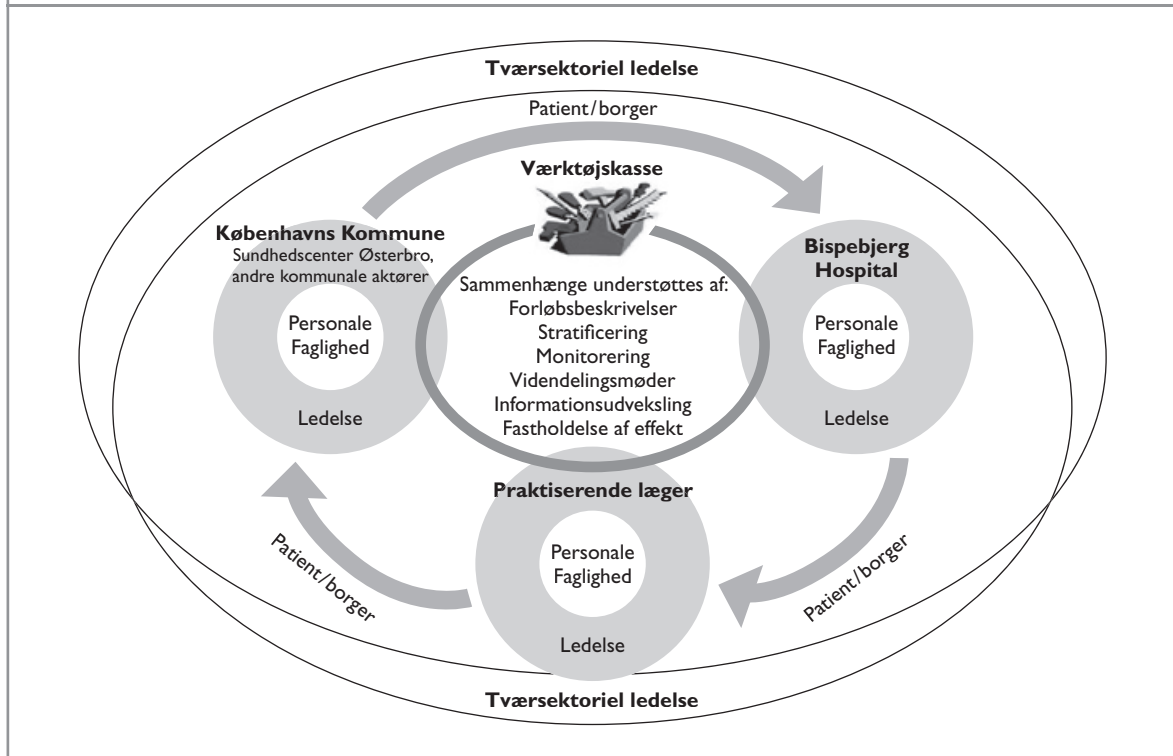 Tværsektoriel ledelse
Patient/borger
Værktøjskasse
Københavns Kommune
Sundhedscenter Østerbro,
andre kommunale aktører
Personale
Faglighed
Ledelse
Sammenhænge understøttes af:
Forløbsbeskrivelser
Stratificering
Monitorering
Videndelingsmøder
Informationsudveksling
Fastholdelse af effekt
Bispebjerg
Hospital
Personale
Faglighed
Ledelse
Praktiserende læger
Personale
Faglighed
Ledelse
Patient/borger
Patient/borger
Tværsektoriel ledelse